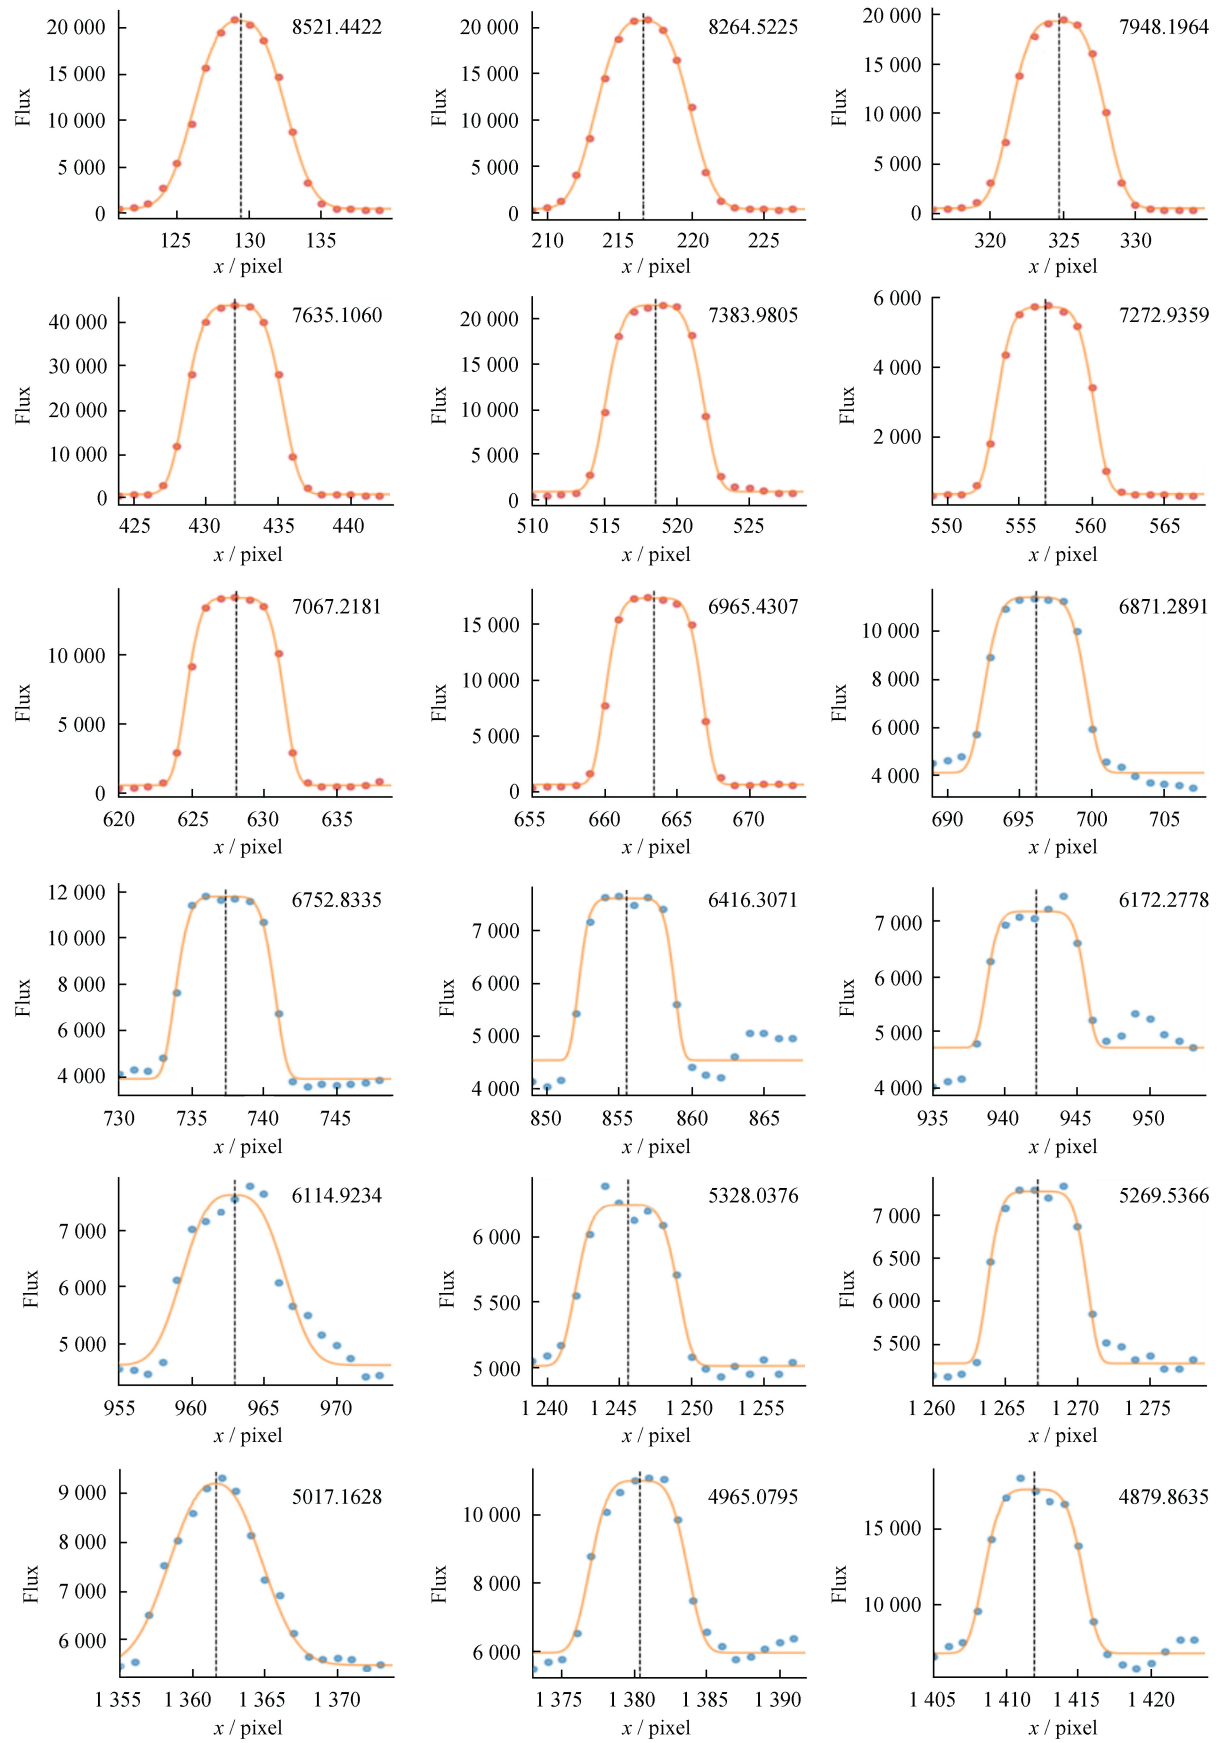 8521.4422
20 000
15 000
10 000
5 000
0
Flux
125 130 135
x / pixel
8264.5225
20 000
15 000
10 000
5 000
0
Flux
210 215 220 225
x / pixel
7948.1964
20 000
15 000
10 000
5 000
0
Flux
320 325 330
x / pixel
7635.1060
40 000
30 000
20 000
10 000
0
Flux
425 430 435 440
x / pixel
7383.9805
20 000
15 000
10 000
5 000
0
Flux
510 515 520 525
x / pixel
7272.9359
6 000
4 000
2 000
Flux
550 555 560 565
x / pixel
7067.2181
10 000
5 000
0
Flux
620 625 630 635
x / pixel
6965.4307
15 000
10 000
5 000
0
Flux
655 660 665 670
x / pixel
6871.2891
10 000
8 000
6 000
4 000
Flux
690 695 700 705
x / pixel
6752.8335
12 000
10 000
8 000
6 000
4 000
Flux
730 735 740 745
x / pixel
6416.3071
7 000
6 000
5 000
4 000
Flux
850 855 860 865
x / pixel
6172.2778
7 000
6 000
5 000
4 000
Flux
935 940 945 950
x / pixel
6114.9234
7 000
6 000
5 000
Flux
955 960 965 970
x / pixel
5328.0376
6 000
5 500
5 000
Flux
1 240 1 245 1 250 1 255
x / pixel
5269.5366
7 000
6 500
6 000
5 500
Flux
1 260 1 265 1 270 1 275
x / pixel
5017.1628
9 000
8 000
7 000
6 000
Flux
1 355 1 360 1 365 1 370
x / pixel
4965.0795
10 000
8 000
6 000
Flux
1 375 1 380 1 385 1 390
x / pixel
4879.8635
15 000
10 000
Flux
1 405 1 410 1 415 1 420
x / pixel